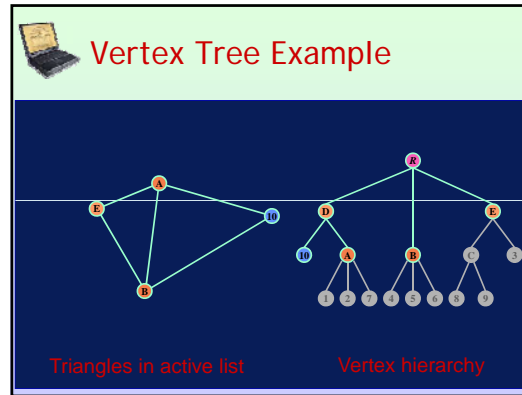 Vertex Tree Example
R
A
E
D
E
10
10
A
B
C
3
B
1
2
7
4
5
6
8
9
Triangles in active list
Vertex hierarchy